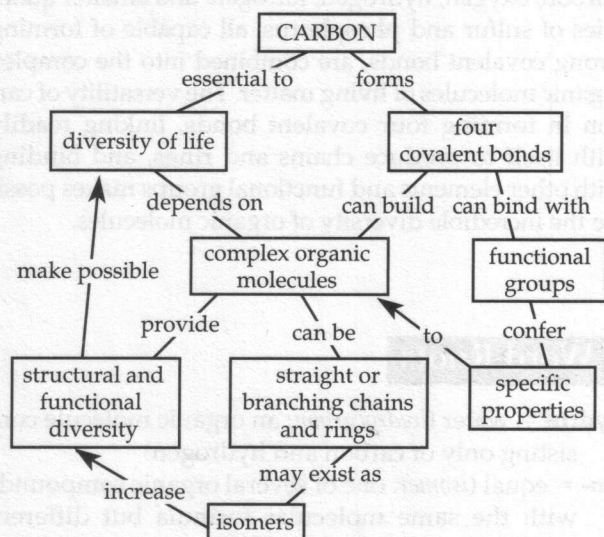 CARBON
essential to
forms
diversity of life
four
covalent bonds
depends on
can build
can bind with
complex organic
molecules
functional
groups
make possible
provide
can be
to
confer
structural and
functional
diversity
straight or
branching chains
rings
specific
properties
increase
may exist as
isomers